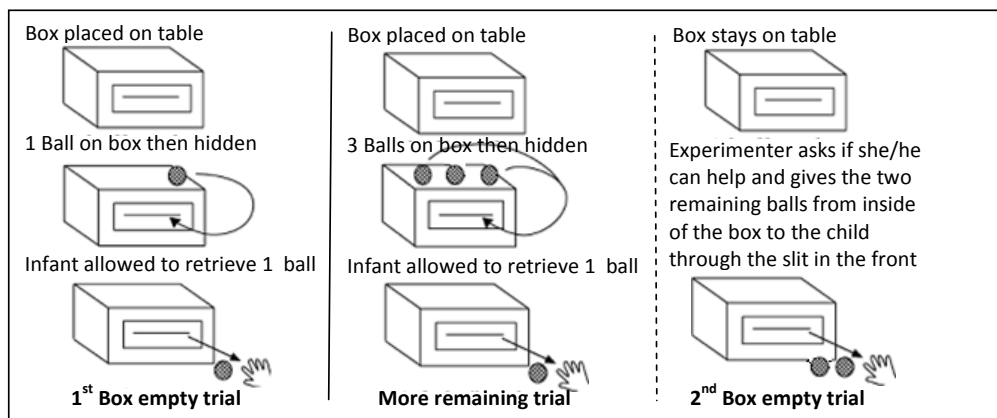 Box placed on table
1 Ball on box then hidden
Infant allowed to retrieve 1 ball
1st Box empty trial
Box placed on table
3 Balls on box then hidden
Infant allowed to retrieve 1 ball
More remaining trial
Box stays on table
Experimenter asks if she/he
can help and gives the two
remaining balls from inside
of the box to the child
through the slit in the front
2nd Box empty trial